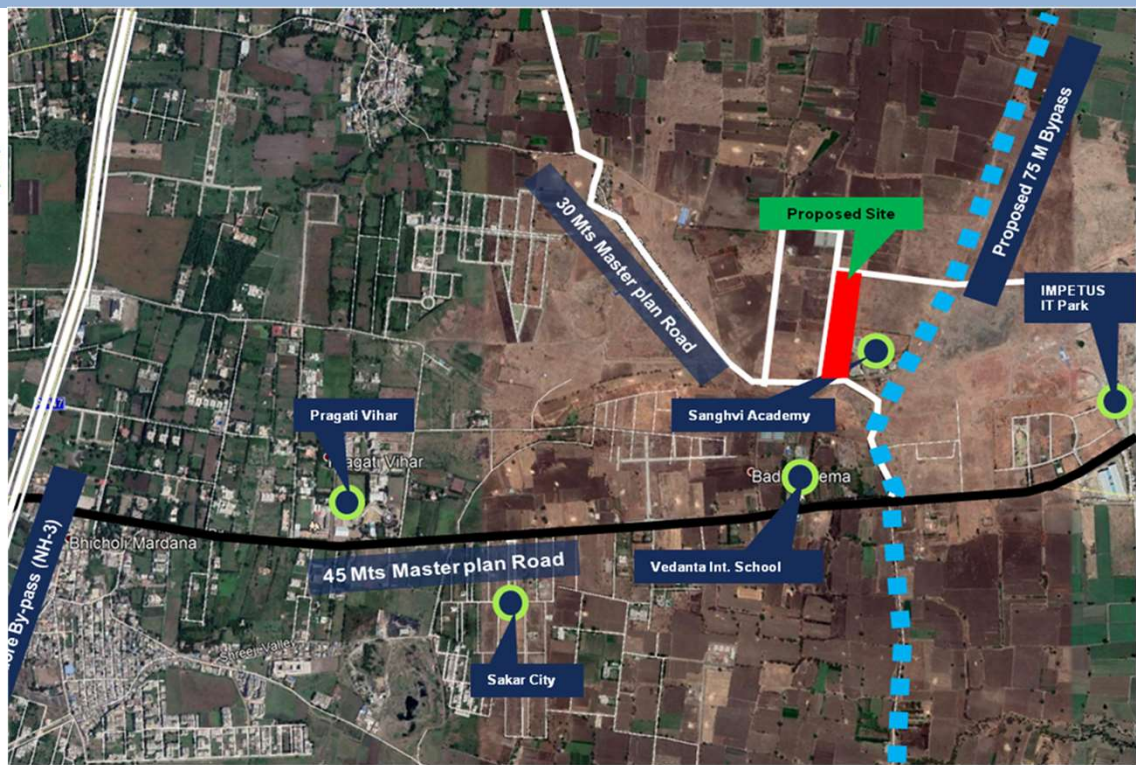 Proposed 75 M Bypass
30 Mts Master plan Road
Proposed Site
IMPETUS
IT Park
Pragati Vihar
Sanghvi Academy
Vihar
Bhicholi Mardana
45 Mts Master plan Road
Vedanta Int. School
By-pass (NH-3)
Sakar City